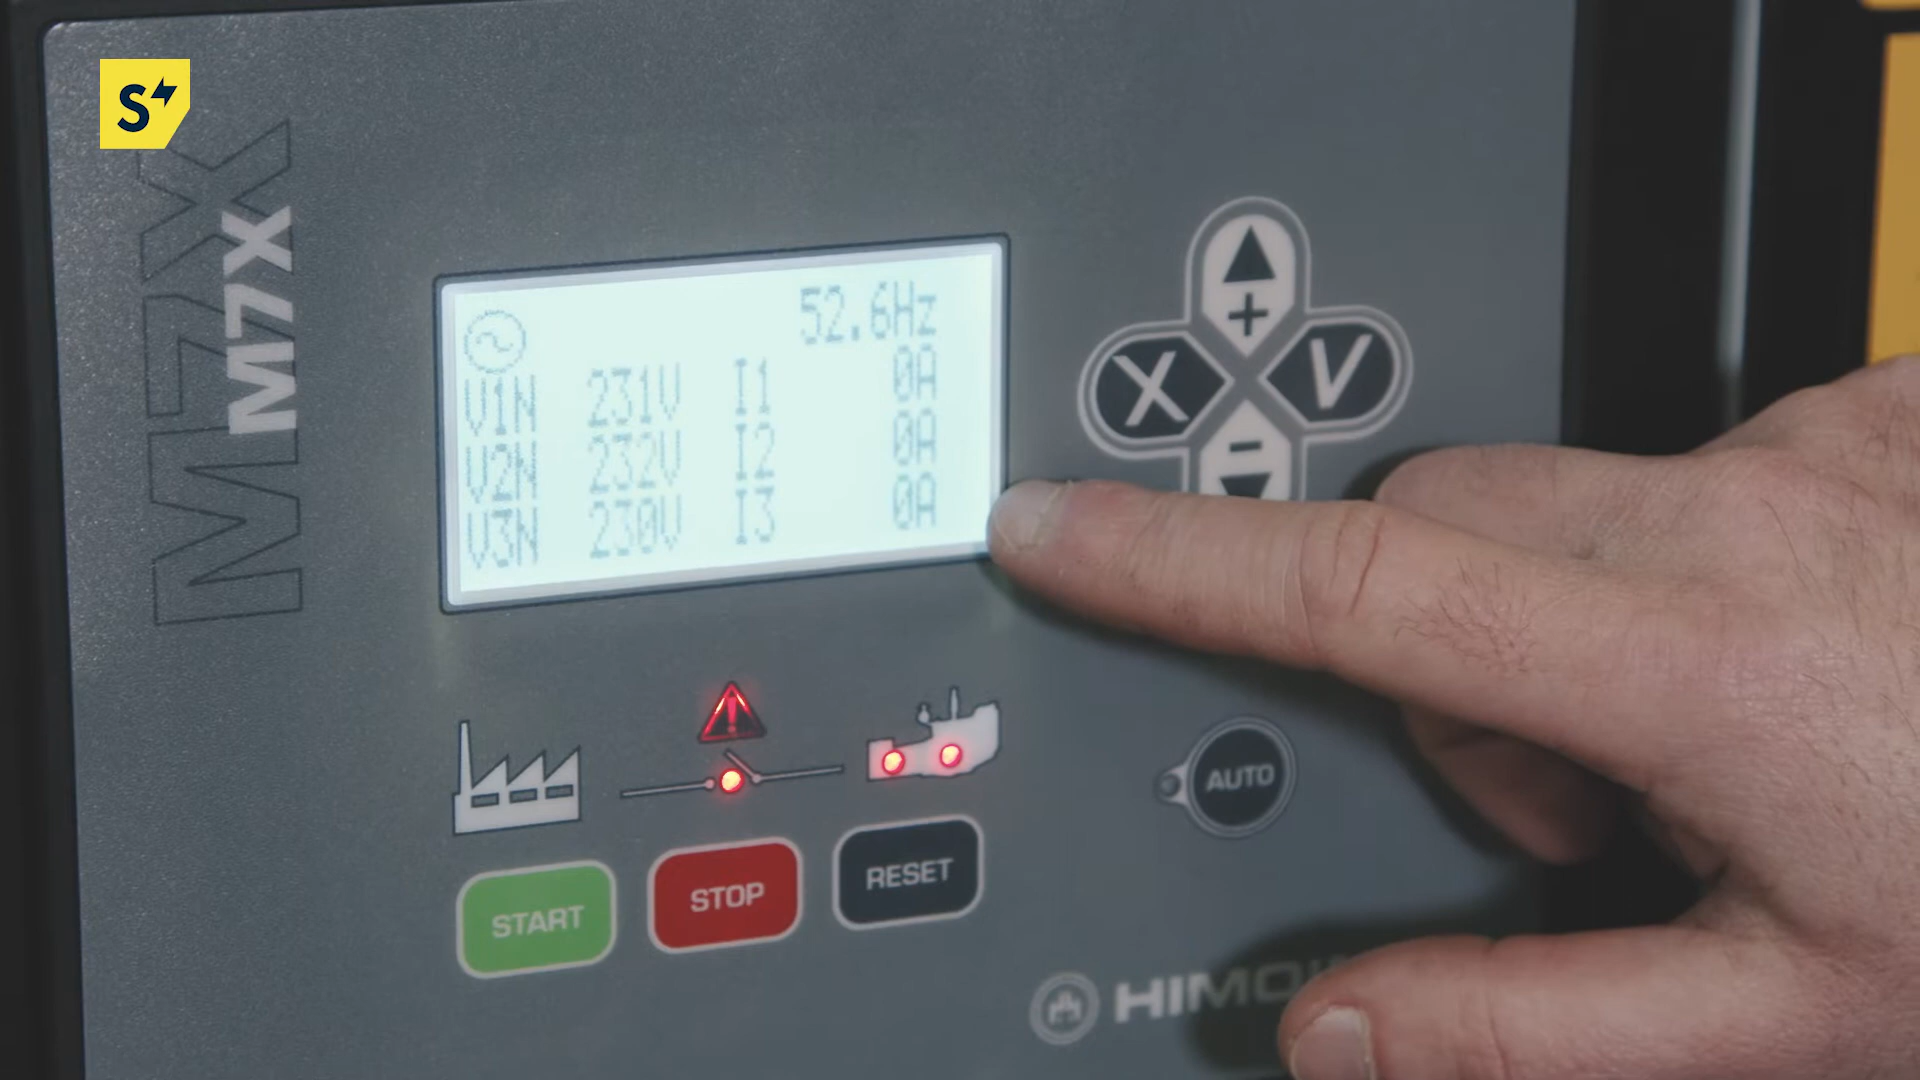 S
M7X
M7X
52.6Hz
V1N 231V I1 0A
V2N 232V I2 0A
V3N 230V I3 0A
+
X V
-
AUTO
START STOP RESET